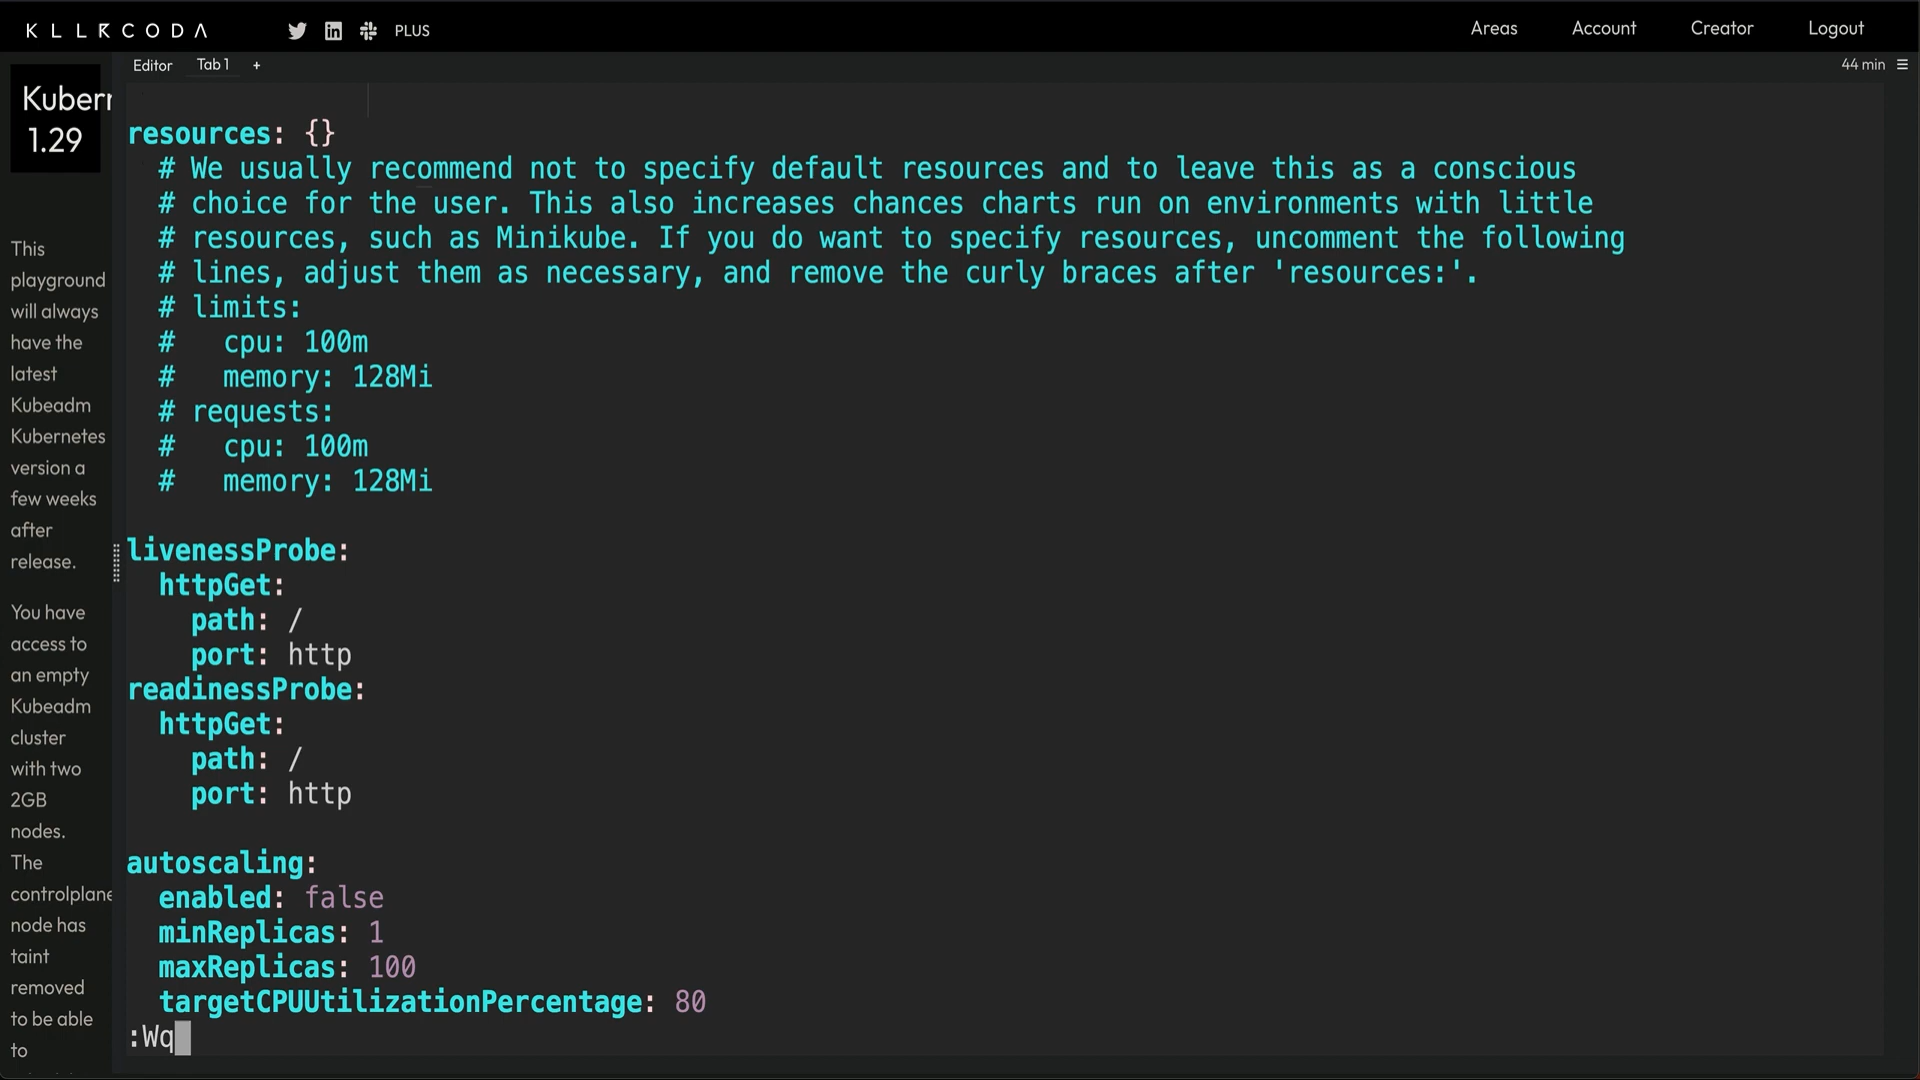 KLLRCODA
PLUS
Areas
Account
Creator
Logout
Editor
Tab 1
+
44 min
Kubern
1.29
This
playground
will always
have the
latest
Kubeadm
Kubernetes
version a
few weeks
after
release.
You have
access to
an empty
Kubeadm
cluster
with two
2GB
nodes.
The
controlplane
node has
taint
removed
to be able
to
resources: {}
  # We usually recommend not to specify default resources and to leave this as a conscious
  # choice for the user. This also increases chances charts run on environments with little
  # resources, such as Minikube. If you do want to specify resources, uncomment the following
  # lines, adjust them as necessary, and remove the curly braces after 'resources:'.
  # limits:
  #   cpu: 100m
  #   memory: 128Mi
  # requests:
  #   cpu: 100m
  #   memory: 128Mi
livenessProbe:
  httpGet:
    path: /
    port: http
readinessProbe:
  httpGet:
    path: /
    port: http
autoscaling:
  enabled: false
  minReplicas: 1
  maxReplicas: 100
  targetCPUUtilizationPercentage: 80
:Wq